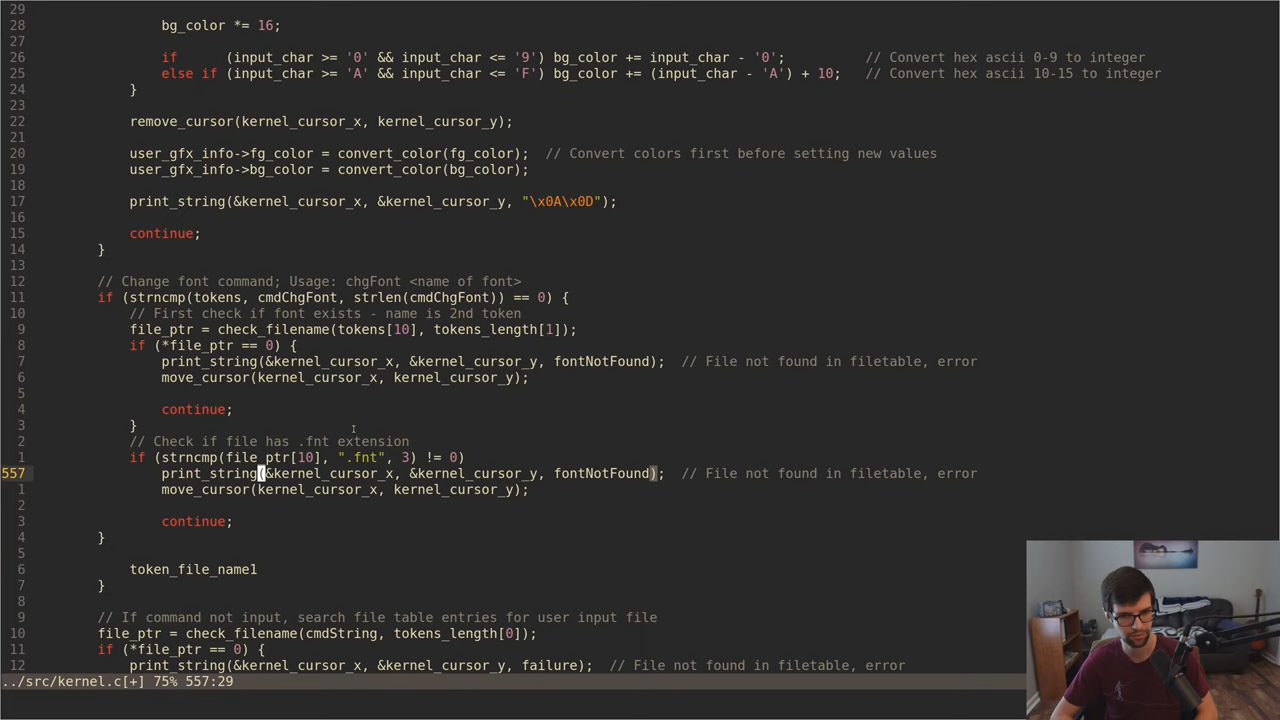 29
28 bg_color *= 16;
27
26 if (input_char >= '0' && input_char <= '9') bg_color += input_char - '0'; // Convert hex ascii 0-9 to integer
25 else if (input_char >= 'A' && input_char <= 'F') bg_color += (input_char - 'A') + 10; // Convert hex ascii 10-15 to integer
24 }
23
22 remove_cursor(kernel_cursor_x, kernel_cursor_y);
21
20 user_gfx_info->fg_color = convert_color(fg_color); // Convert colors first before setting new values
19 user_gfx_info->bg_color = convert_color(bg_color);
18
17 print_string(&kernel_cursor_x, &kernel_cursor_y, "\x0A\x0D");
16
15 continue;
14 }
13
12 // Change font command; Usage: chgFont <name of font>
11 if (strncmp(tokens, cmdChgFont, strlen(cmdChgFont)) == 0) {
10 // First check if font exists - name is 2nd token
9 file_ptr = check_filename(tokens[10], tokens_length[1]);
8 if (*file_ptr == 0) {
7 print_string(&kernel_cursor_x, &kernel_cursor_y, fontNotFound); // File not found in filetable, error
6 move_cursor(kernel_cursor_x, kernel_cursor_y);
5
4 continue;
3 }
2 // Check if file has .fnt extension
1 if (strncmp(file_ptr[10], ".fnt", 3) != 0)
557 print_string(&kernel_cursor_x, &kernel_cursor_y, fontNotFound); // File not found in filetable, error
1 move_cursor(kernel_cursor_x, kernel_cursor_y);
2
3 continue;
4 }
5
6 token_file_name1
7 }
8
9 // If command not input, search file table entries for user input file
10 file_ptr = check_filename(cmdString, tokens_length[0]);
11 if (*file_ptr == 0) {
12 print_string(&kernel_cursor_x, &kernel_cursor_y, failure); // File not found in filetable, error
../src/kernel.c[+] 75% 557:29